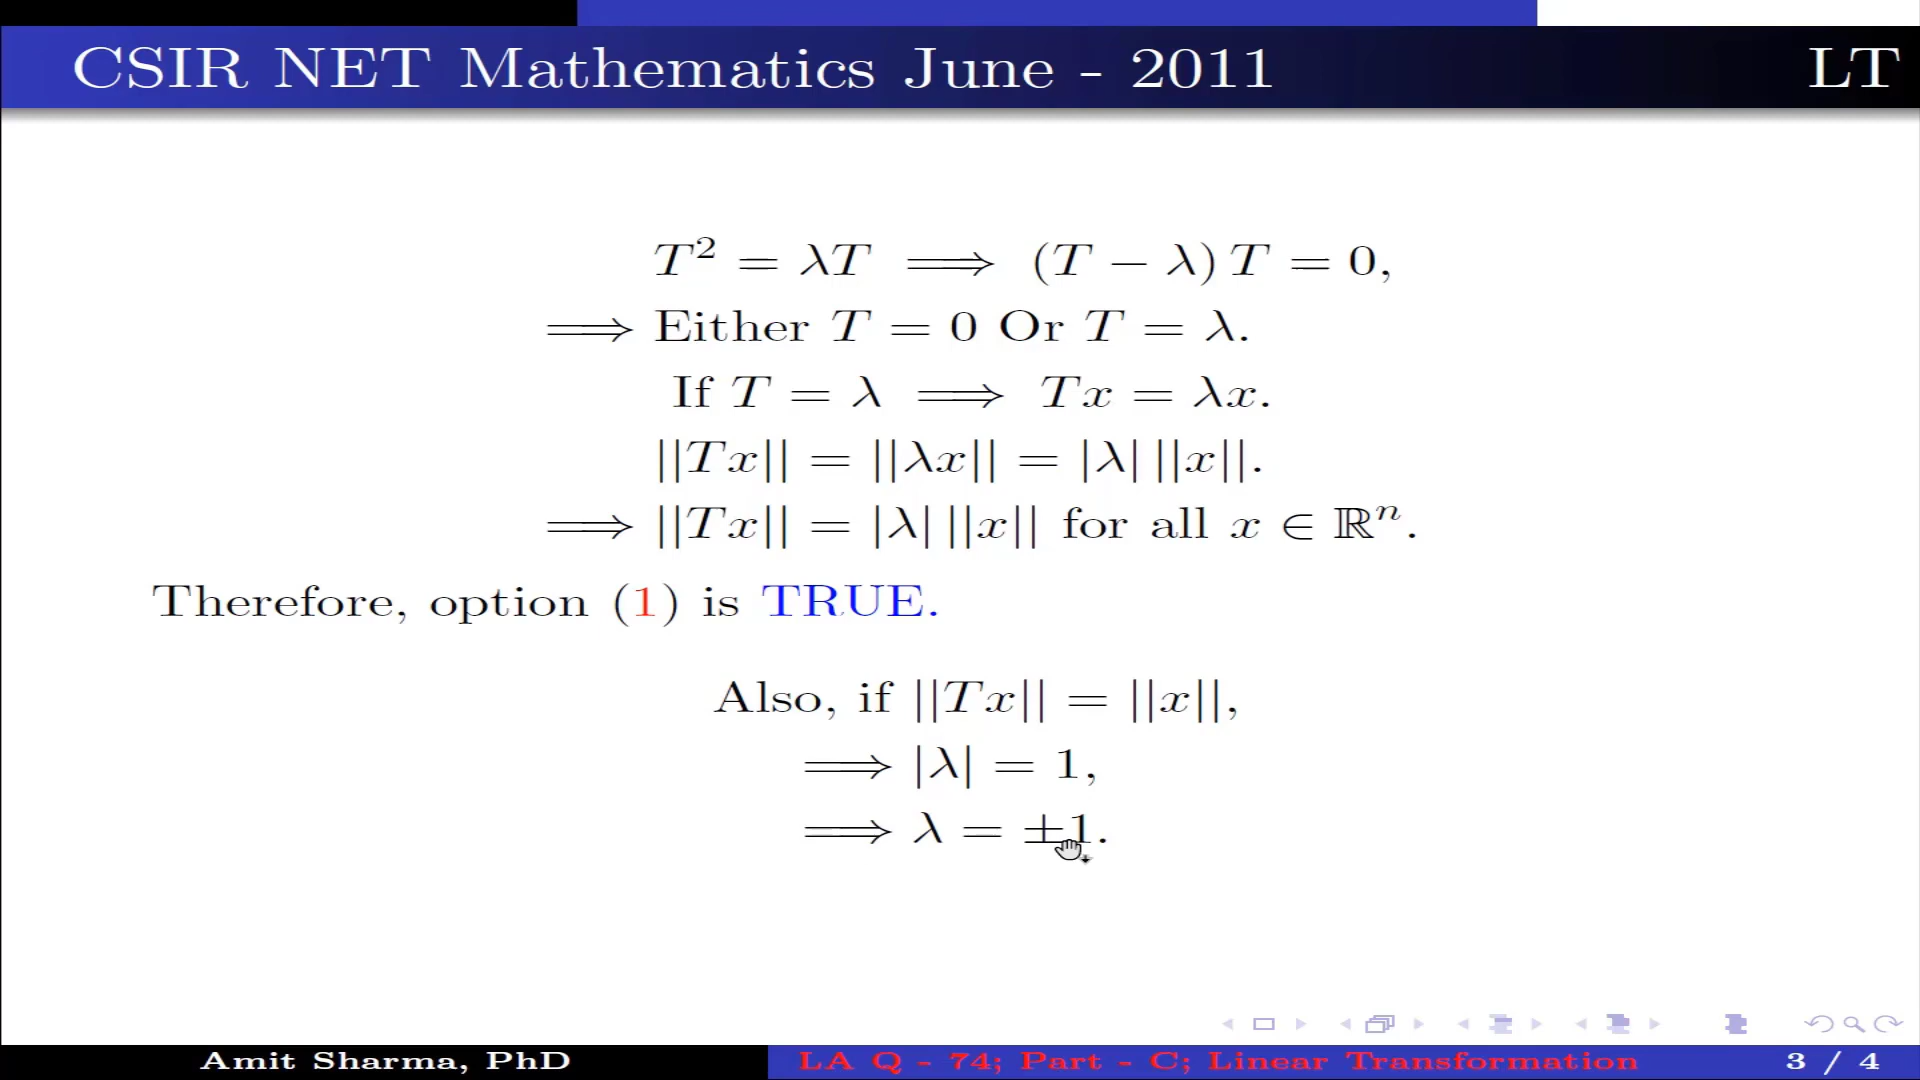 CSIR NET Mathematics June - 2011 LT
T² = λT ⟹ (T − λ) T = 0,
⟹ Either T = 0 Or T = λ.
If T = λ ⟹ Tx = λx.
||Tx|| = ||λx|| = |λ| ||x||.
⟹ ||Tx|| = |λ| ||x|| for all x ∈ ℝⁿ.
Therefore, option (1) is TRUE.
Also, if ||Tx|| = ||x||,
⟹ |λ| = 1,
⟹ λ = ±1.
Amit Sharma, PhD LA Q - 74; Part - C; Linear Transformation 3 / 4